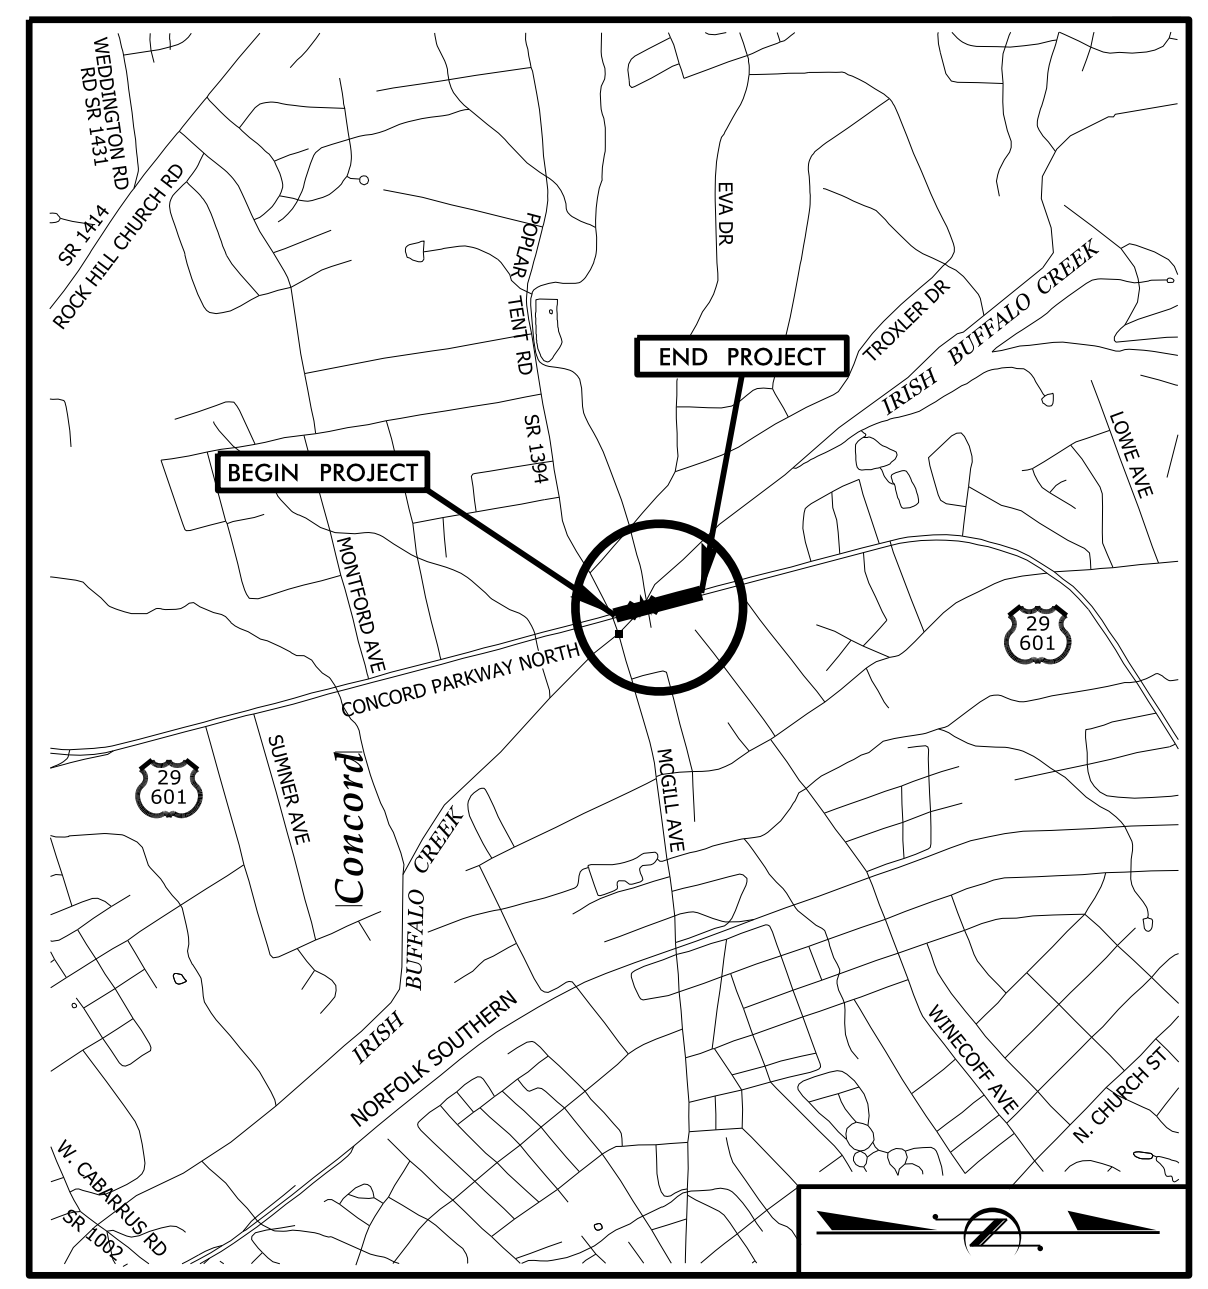 WEDDINGTON RD
RD SR 1431
SR 1414
ROCK HILL CHURCH RD
POPLAR
TENT RD
SR 1394
EVA DR
TROXLER DR
IRISH BUFFALO CREEK
END PROJECT
BEGIN PROJECT
LOWE AVE
MONTFORD AVE
CONCORD PARKWAY NORTH
29
601
29
601
SUMNER AVE
Concord
MCGILL AVE
IRISH BUFFALO CREEK
NORFOLK SOUTHERN
WINECOFF AVE
N. CHURCH ST
W. CABARRUS RD
SR 1002